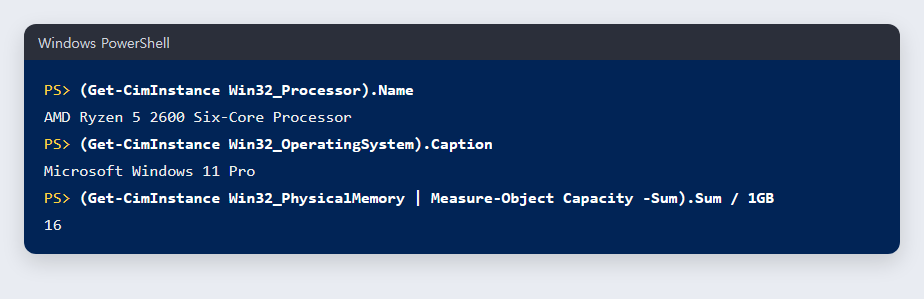 Windows PowerShell
PS> (Get-CimInstance Win32_Processor).Name
AMD Ryzen 5 2600 Six-Core Processor
PS> (Get-CimInstance Win32_OperatingSystem).Caption
Microsoft Windows 11 Pro
PS> (Get-CimInstance Win32_PhysicalMemory | Measure-Object Capacity -Sum).Sum / 1GB
16